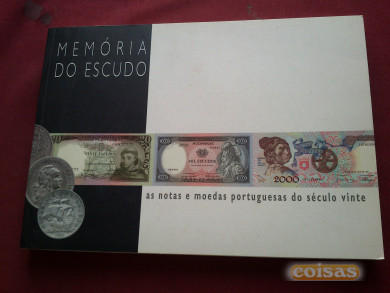 MEMÓRIA
DO ESCUDO
2000
as notas e moedas portuguesas do século vinte
coisas